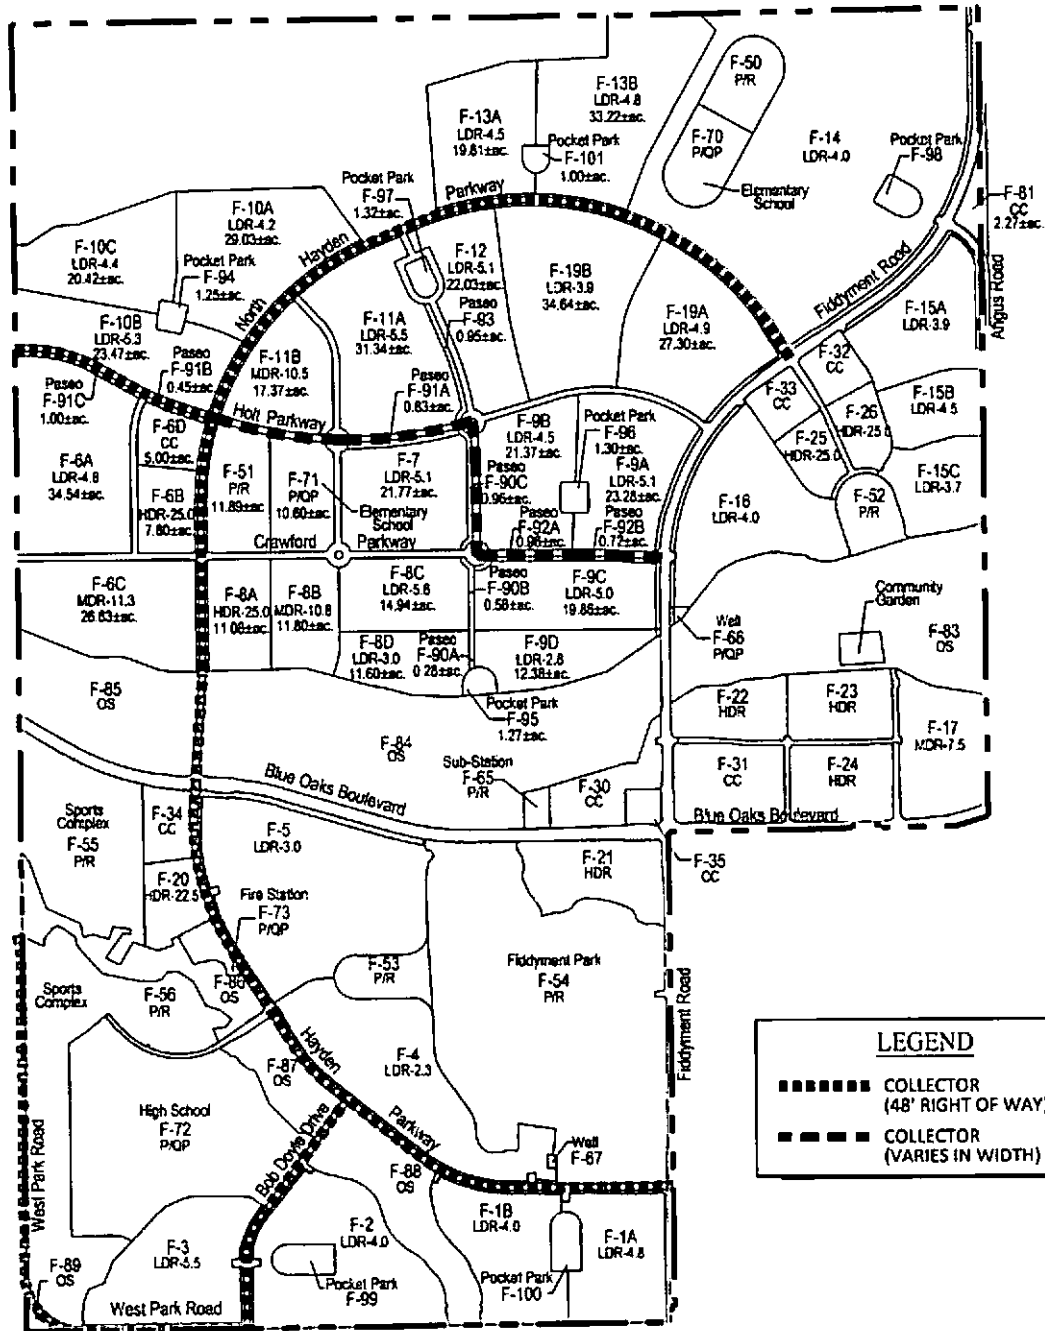 F-50
P/R
F-13B
LDR-4.8
33.22±ac.
F-13A
LDR-4.5
19.81±ac.
F-70
P/QP
F-14
LDR-4.0
Pocket Park
F-98
Pocket Park
F-101
1.00±ac.
Elementary
School
F-81
CC
2.27±ac.
Pocket Park
F-97
1.32±ac.
North
Hayden
Parkway
F-10A
LDR-4.2
29.03±ac.
F-10C
LDR-4.4
20.42±ac.
Pocket Park
F-94
1.25±ac.
F-12
LDR-5.1
22.03±ac.
F-19B
LDR-3.9
34.64±ac.
Fiddyment Road
Angus Road
Paseo
F-93
0.95±ac.
F-19A
LDR-4.9
27.30±ac.
F-15A
LDR-3.9
F-10B
LDR-5.3
23.47±ac.
F-11A
LDR-5.5
31.34±ac.
F-11B
MDR-10.5
17.37±ac.
F-32
CC
Paseo
F-91B
0.45±ac.
Paseo
F-91C
1.00±ac.
Paseo
F-91A
0.63±ac.
F-33
CC
F-15B
LDR-4.5
Holt Parkway
F-6D
CC
5.00±ac.
F-9B
LDR-4.5
21.37±ac.
Pocket Park
F-96
1.30±ac.
F-26
HDR-25.0
F-25
HDR-25.0
F-6A
LDR-4.8
34.54±ac.
F-51
P/R
11.89±ac.
F-71
P/QP
10.60±ac.
F-7
LDR-5.1
21.77±ac.
Paseo
F-90C
0.96±ac.
F-9A
LDR-5.1
23.28±ac.
F-15C
LDR-3.7
F-6B
HDR-25.0
7.80±ac.
Elementary
School
F-52
P/R
F-16
LDR-4.0
Paseo
F-92A
0.96±ac.
Paseo
F-92B
0.72±ac.
Crawford Parkway
F-6C
MDR-11.3
26.63±ac.
F-8A
HDR-25.0
11.06±ac.
F-8B
MDR-10.8
11.80±ac.
F-8C
LDR-5.6
14.94±ac.
Paseo
F-90B
0.58±ac.
F-9C
LDR-5.0
19.86±ac.
Community
Garden
Well
F-66
P/QP
F-83
OS
F-8D
LDR-3.0
11.60±ac.
Paseo
F-90A
0.28±ac.
F-9D
LDR-2.8
12.38±ac.
F-85
OS
F-22
HDR
F-23
HDR
Pocket Park
F-95
1.27±ac.
F-17
MDR-7.5
F-84
OS
Sub-Station
F-65
P/R
F-30
CC
F-31
CC
F-24
HDR
Blue Oaks Boulevard
Blue Oaks Boulevard
Sports
Complex
F-55
P/R
F-34
CC
F-5
LDR-3.0
F-21
HDR
F-35
CC
F-20
HDR-22.5
Fire Station
F-73
P/QP
F-53
P/R
Fiddyment Park
F-54
P/R
Sports
Complex
F-56
P/R
F-86
OS
Fiddyment Road
LEGEND
COLLECTOR
(48' RIGHT OF WAY)
COLLECTOR
(VARIES IN WIDTH)
Hayden
Parkway
F-87
OS
F-4
LDR-2.3
High School
F-72
P/QP
Bob Doyle Drive
Well
F-67
F-88
OS
West Park Road
F-1B
LDR-4.0
F-1A
LDR-4.8
F-2
LDR-4.0
F-3
LDR-5.5
F-89
OS
Pocket Park
F-99
Pocket Park
F-100
West Park Road